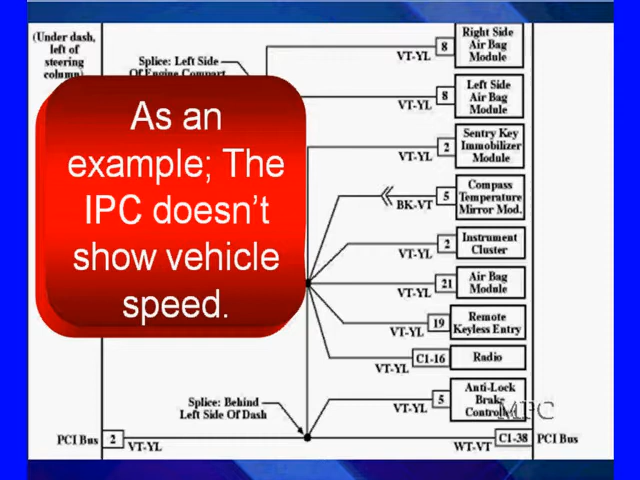 (Under dash,
left of
steering
column)
Splice: Left Side
Of Engine Compart
As an
example; The
IPC doesn't
show vehicle
speed.
VT-YL 8 Right Side
Air Bag
Module
VT-YL 8 Left Side
Air Bag
Module
VT-YL 2 Sentry Key
Immobilizer
Module
BK-VT 5 Compass
Temperature
Mirror Mod.
VT-YL 2 Instrument
Cluster
VT-YL 21 Air Bag
Module
VT-YL 19 Remote
Keyless Entry
VT-YL C1-16 Radio
VT-YL 5 Anti-Lock
Brake
Controller
MPC
Splice: Behind
Left Side Of Dash
PCI Bus 2 VT-YL
WT-VT C1-38 PCI Bus